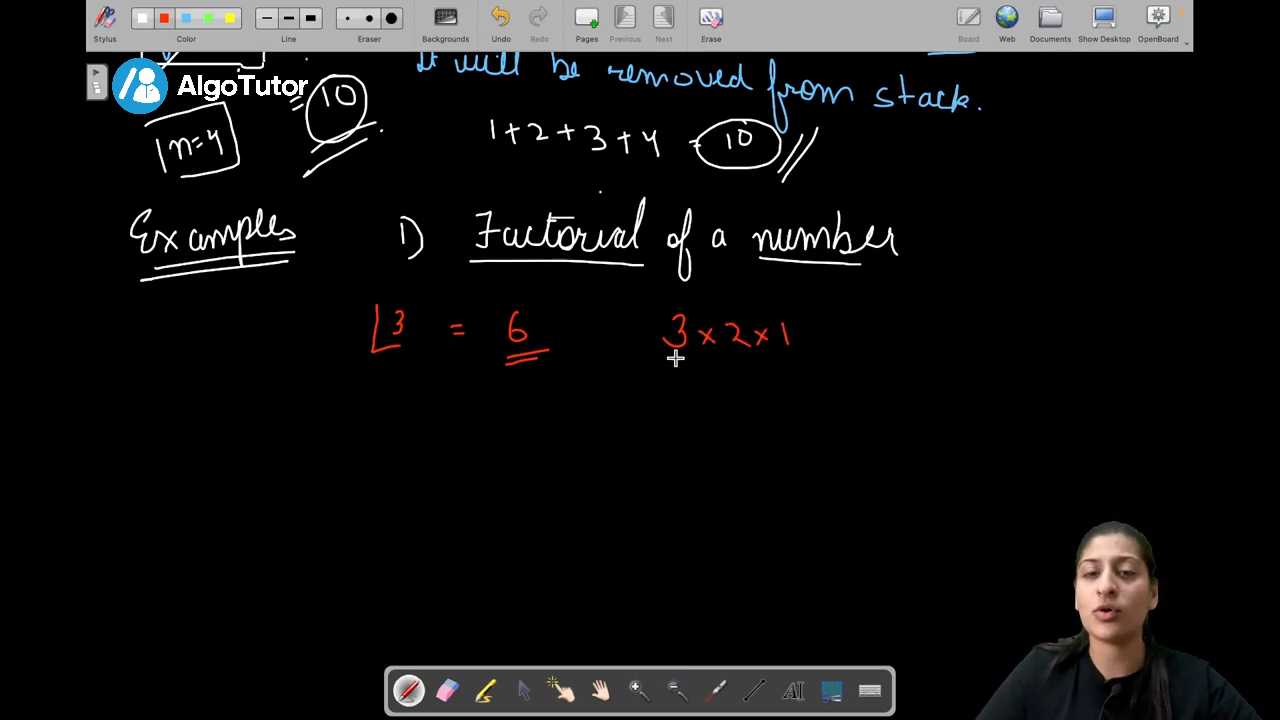 Stylus Color Line Eraser Backgrounds Undo Redo Pages Previous Next Erase Board Web Documents Show Desktop OpenBoard
It will be removed from stack.
AlgoTutor
n=4 = 10 1+2+3+4 = 10
Examples 1) Factorial of a number
⌊3 = 6 3×2×1